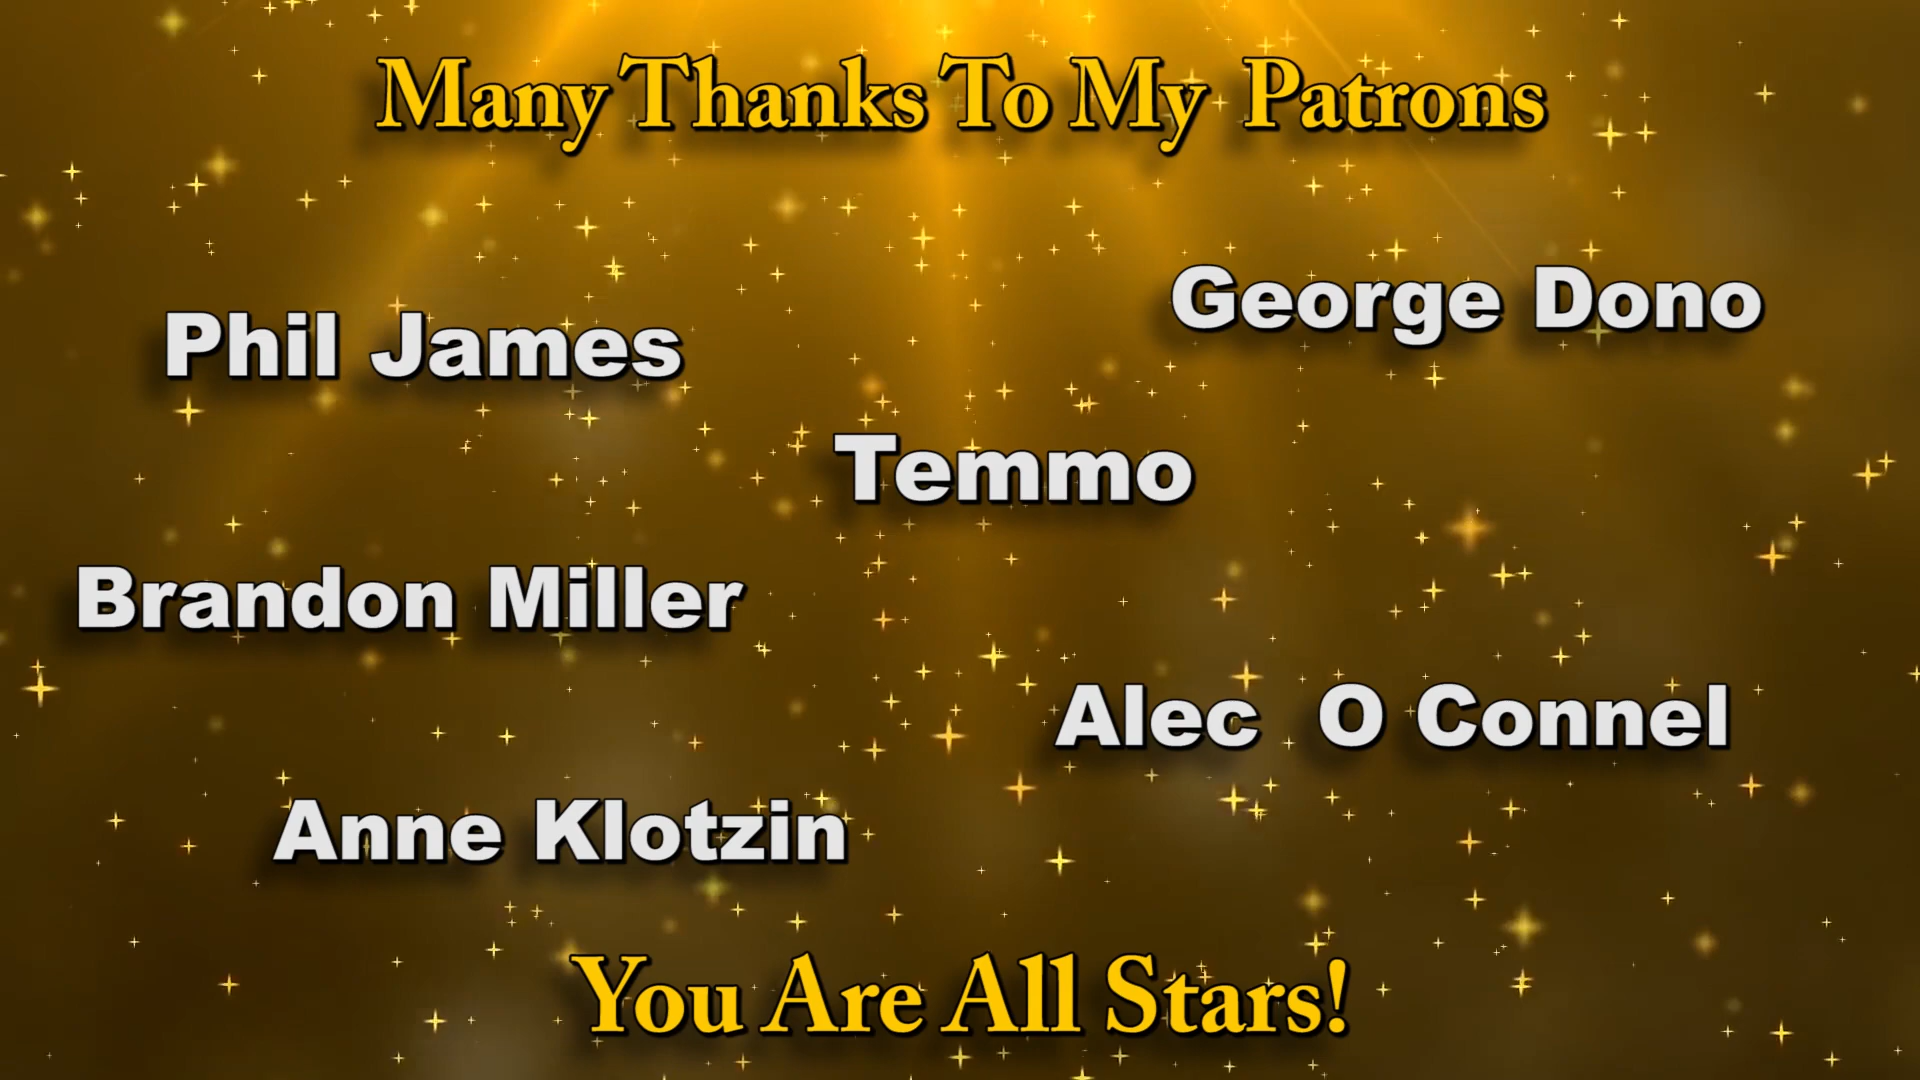 Many Thanks To My Patrons
George Dono
Phil James
Temmo
Brandon Miller
Alec O Connel
Anne Klotzin
You Are All Stars!